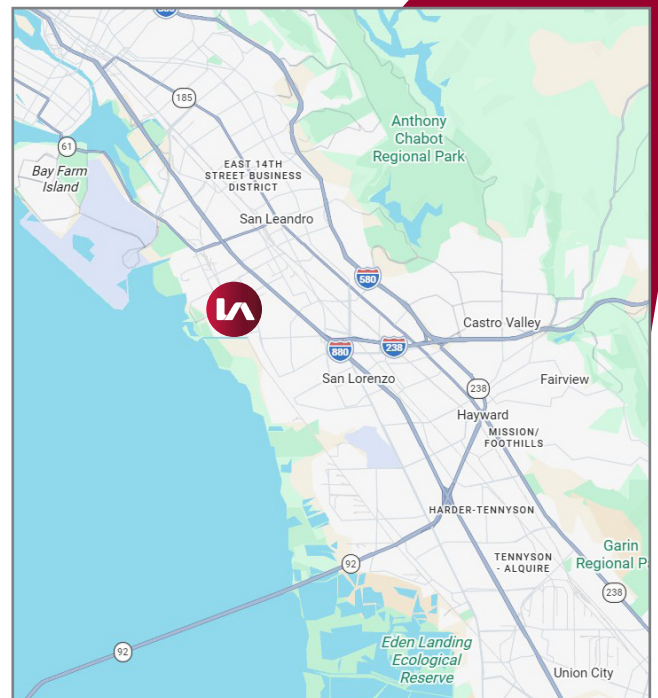 Anthony
Chabot
Regional Park
185
61
Bay Farm
Island
EAST 14TH
STREET BUSINESS
DISTRICT
San Leandro
580
LA
Castro Valley
238
880
San Lorenzo
Fairview
238
Hayward
MISSION/
FOOTHILLS
HARDER-TENNYSON
Garin
Regional P
TENNYSON
- ALQUIRE
92
238
92
Eden Landing
Ecological
Reserve
Union City